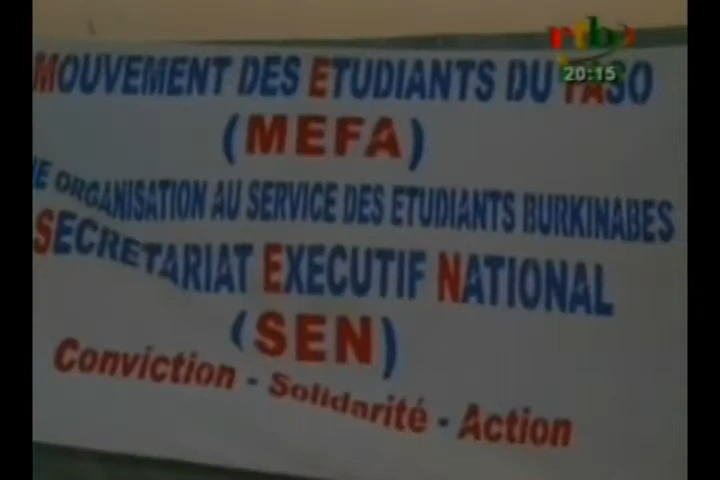 rtb
20:15
MOUVEMENT DES ETUDIANTS DU FASO
(MEFA)
NE ORGANISATION AU SERVICE DES ETUDIANTS BURKINABES
SECRETARIAT EXECUTIF NATIONAL
(SEN)
Conviction - Solidarité - Action